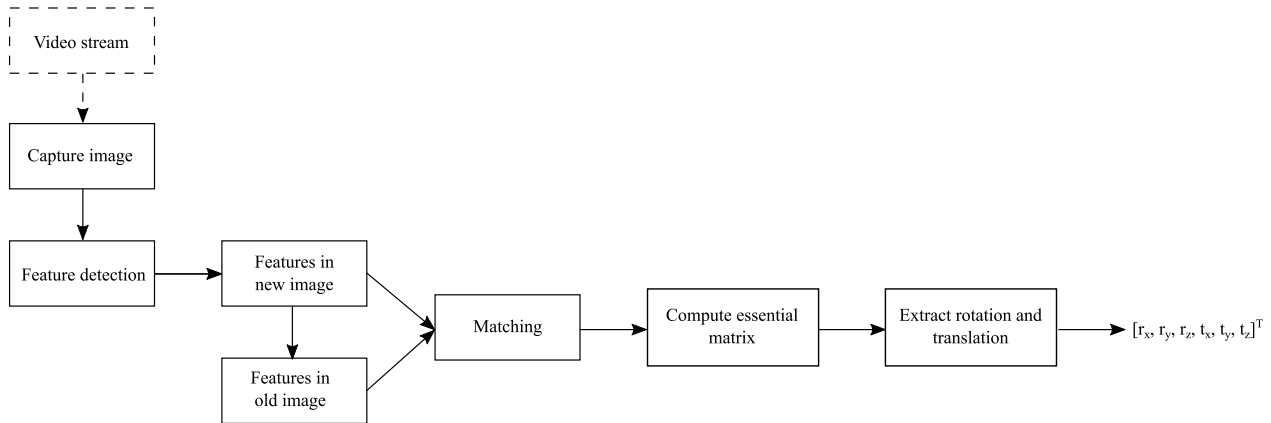 Video stream
Capture image
Feature detection
Features in
new image
Features in
old image
Matching
Compute essential
matrix
Extract rotation and
translation
[rx, ry, rz, tx, ty, tz]T